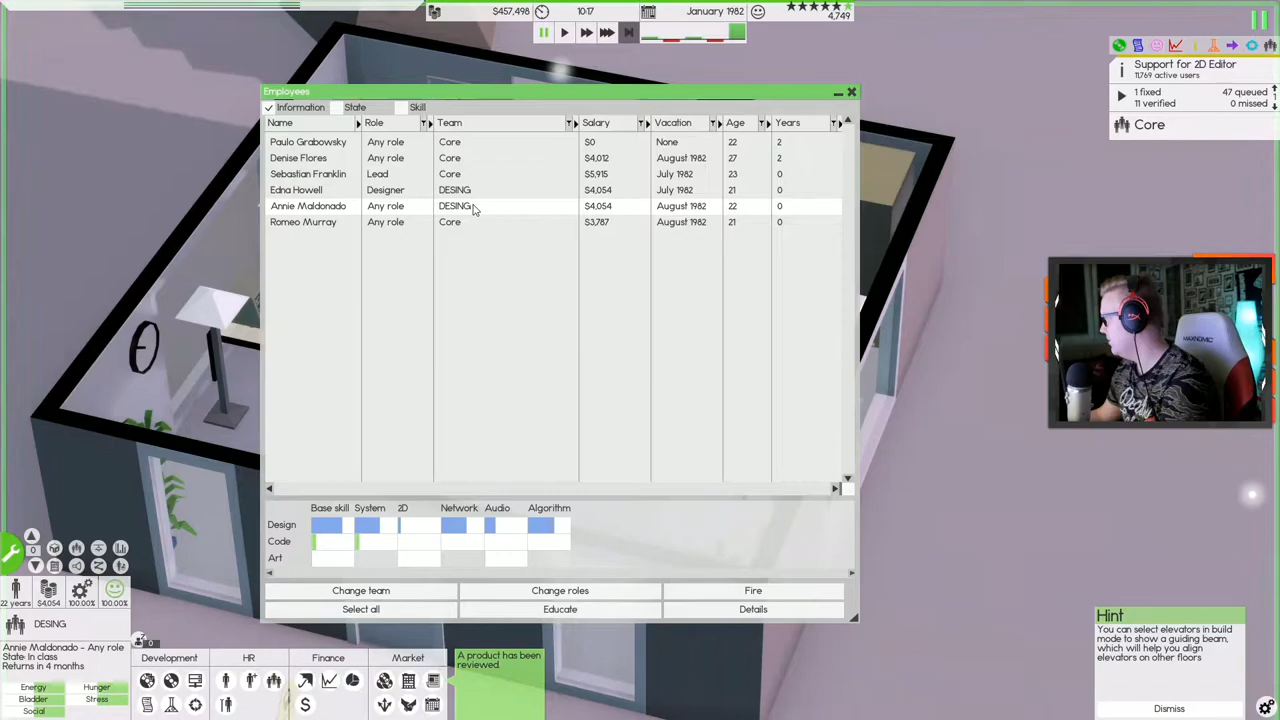 $457,498
10:17
January 1982
4,749
Support for 2D Editor
11,769 active users
1 fixed 47 queued
11 verified 0 missed
1
Core
Employees
Information State Skill
Name Role Team Salary Vacation Age Years
Paulo Grabowsky Any role Core $0 None 22 2
Denise Flores Any role Core $4,012 August 1982 27 2
Sebastian Franklin Lead Core $5,915 July 1982 23 0
Edna Howell Designer DESING $4,054 July 1982 21 0
Annie Maldonado Any role DESING $4,054 August 1982 22 0
Romeo Murray Any role Core $3,787 August 1982 21 0
Base skill System 2D Network Audio Algorithm
Design
Code
Art
Change team Change roles Fire
Select all Educate Details
MAXNOMIC
0
22 years $4,054 100.00% 100.00%
DESING
0
Annie Maldonado - Any role
State: In class
Returns in 4 months
Energy Hunger
Bladder Stress
Social
Development HR Finance Market
A product has been
reviewed.
Hint
You can select elevators in build
mode to show a guiding beam,
which will help you align
elevators on other floors
Dismiss